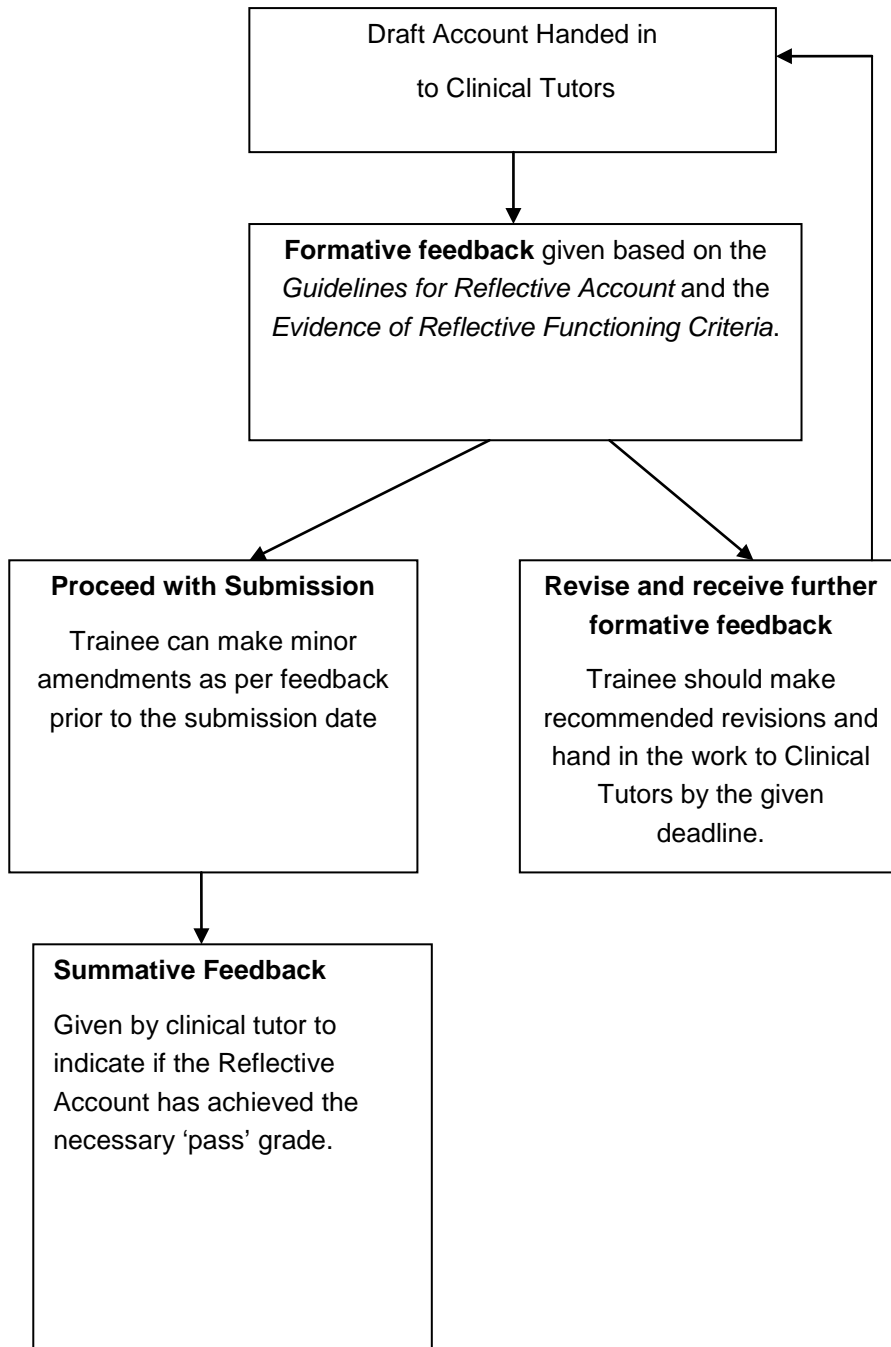 Draft Account Handed in
to Clinical Tutors
Formative feedback given based on the
Guidelines for Reflective Account and the
Evidence of Reflective Functioning Criteria.
Proceed with Submission
Trainee can make minor
amendments as per feedback
prior to the submission date
Revise and receive further
formative feedback
Trainee should make
recommended revisions and
hand in the work to Clinical
Tutors by the given
deadline.
Summative Feedback
Given by clinical tutor to
indicate if the Reflective
Account has achieved the
necessary ‘pass’ grade.